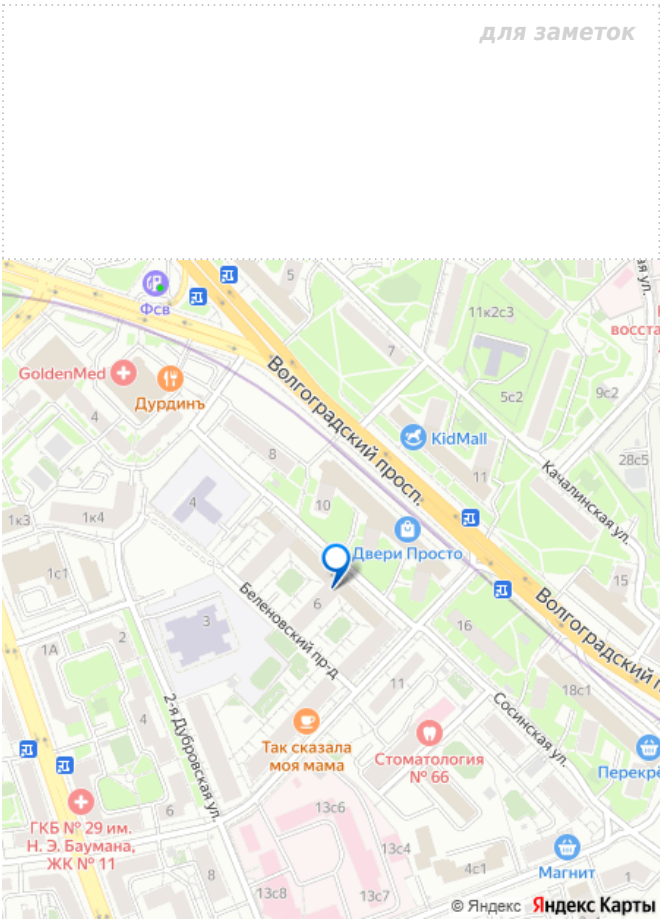 для заметок
ая ул.
5
Фсв
11к2с3
восста
7
GoldenMed
Дурдинъ
4
5с2
9с2
Волгоградский просп.
KidMall
8
28с5
11
Качалинская ул.
4
10
1к3
1к4
Двери Просто
1с1
15
6
Беленовский пр-д
Волгоградский п
3
16
2
1А
11
18с1
2-я Дубровская ул.
Сосинская ул.
4
Так сказала
моя мама
Стоматология
№ 66
Перекрё
6
13с6
ГКБ № 29 им.
Н. Э. Баумана,
ЖК № 11
13с4
8
4с1
Магнит
1
13с8
13с7
© Яндекс Яндекс Карты